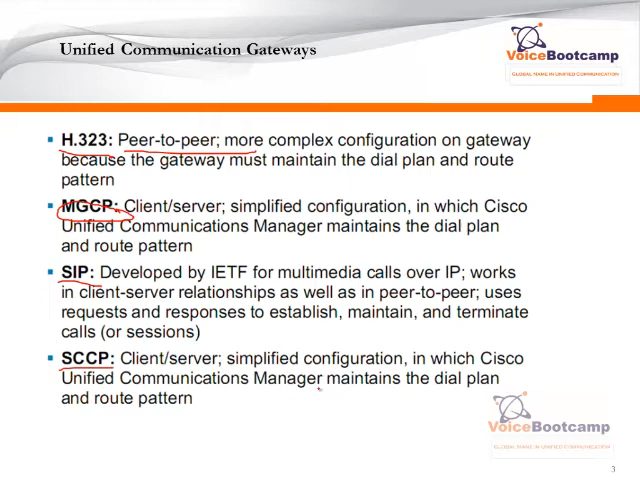 Unified Communication Gateways
VoiceBootcamp
GLOBAL NAME IN UNIFIED COMMUNICATION
H.323: Peer-to-peer; more complex configuration on gateway
because the gateway must maintain the dial plan and route
pattern
MGCP: Client/server; simplified configuration, in which Cisco
Unified Communications Manager maintains the dial plan
and route pattern
SIP: Developed by IETF for multimedia calls over IP; works
in client-server relationships as well as in peer-to-peer; uses
requests and responses to establish, maintain, and terminate
calls (or sessions)
SCCP: Client/server; simplified configuration, in which Cisco
Unified Communications Manager maintains the dial plan
and route pattern
VoiceBootcamp
GLOBAL NAME IN UNIFIED COMMUNICATION
3